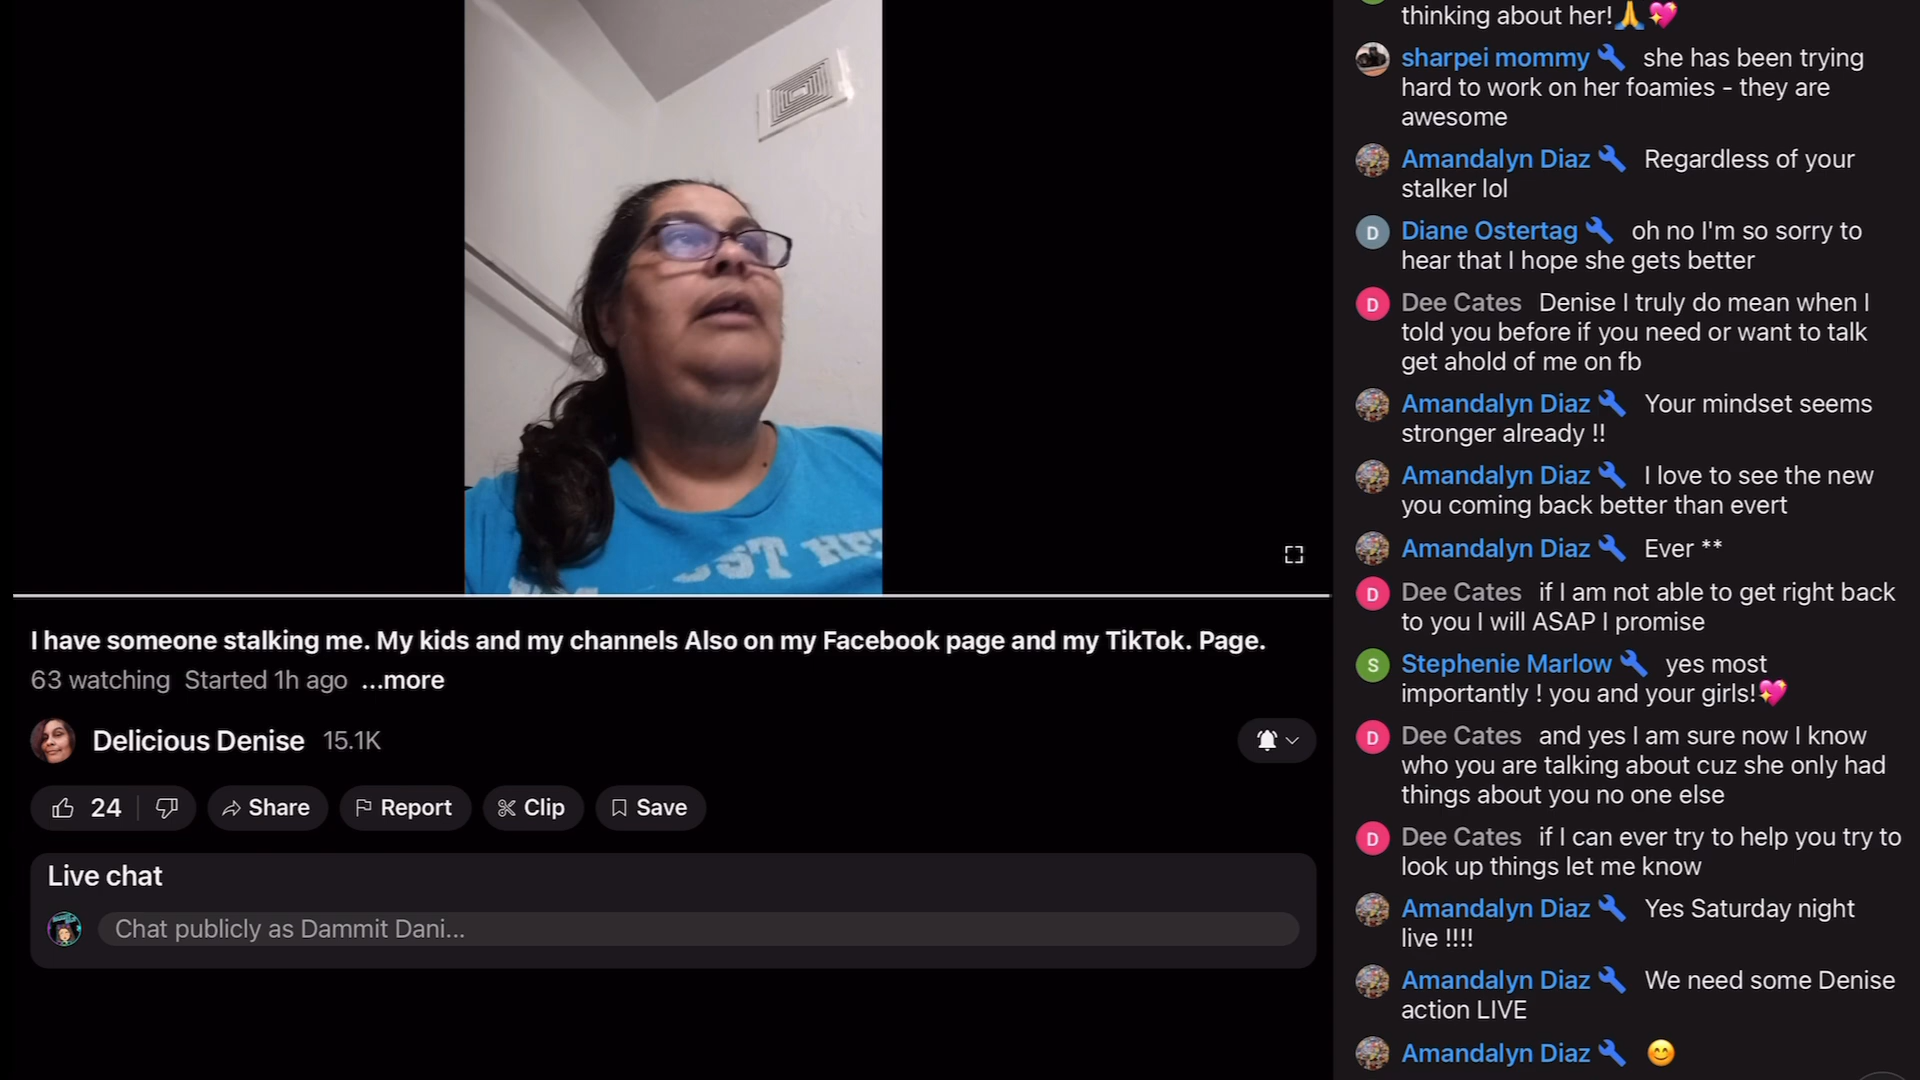 I have someone stalking me. My kids and my channels Also on my Facebook page and my TikTok. Page.
63 watching Started 1h ago ...more
Delicious Denise 15.1K
24 Share Report Clip Save
Live chat
Chat publicly as Dammit Dani...
thinking about her!🙏💖
sharpei mommy she has been trying
hard to work on her foamies - they are
awesome
Amandalyn Diaz Regardless of your
stalker lol
D Diane Ostertag oh no I'm so sorry to
hear that I hope she gets better
D Dee Cates Denise I truly do mean when I
told you before if you need or want to talk
get ahold of me on fb
Amandalyn Diaz Your mindset seems
stronger already !!
Amandalyn Diaz I love to see the new
you coming back better than evert
Amandalyn Diaz Ever **
D Dee Cates if I am not able to get right back
to you I will ASAP I promise
S Stephenie Marlow yes most
importantly ! you and your girls!💖
D Dee Cates and yes I am sure now I know
who you are talking about cuz she only had
things about you no one else
D Dee Cates if I can ever try to help you try to
look up things let me know
Amandalyn Diaz Yes Saturday night
live !!!!
Amandalyn Diaz We need some Denise
action LIVE
Amandalyn Diaz 😊